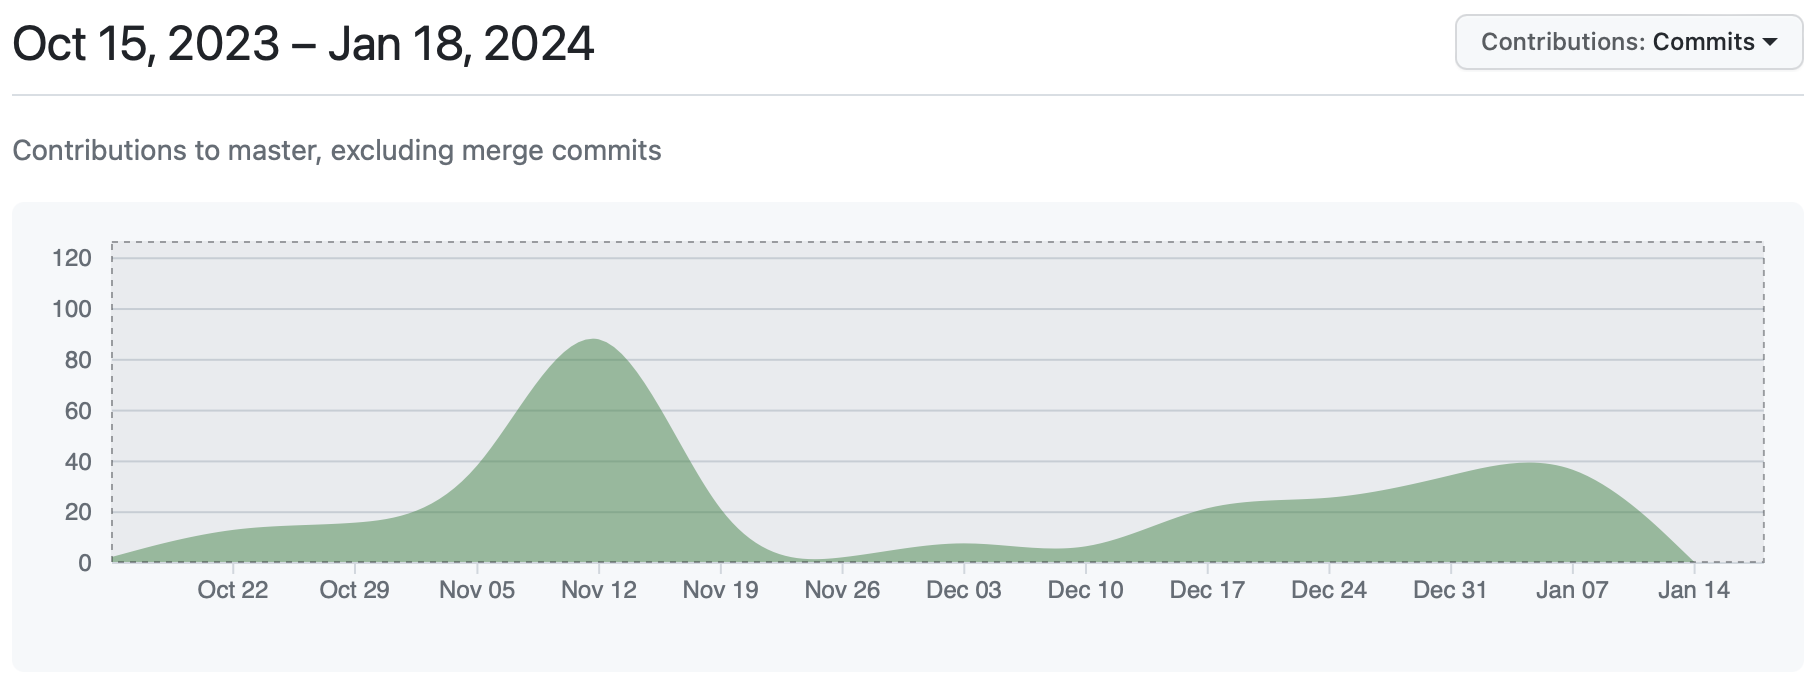 Oct 15, 2023 – Jan 18, 2024
Contributions: Commits
Contributions to master, excluding merge commits
120
100
80
60
40
20
0
Oct 22 Oct 29 Nov 05 Nov 12 Nov 19 Nov 26 Dec 03 Dec 10 Dec 17 Dec 24 Dec 31 Jan 07 Jan 14